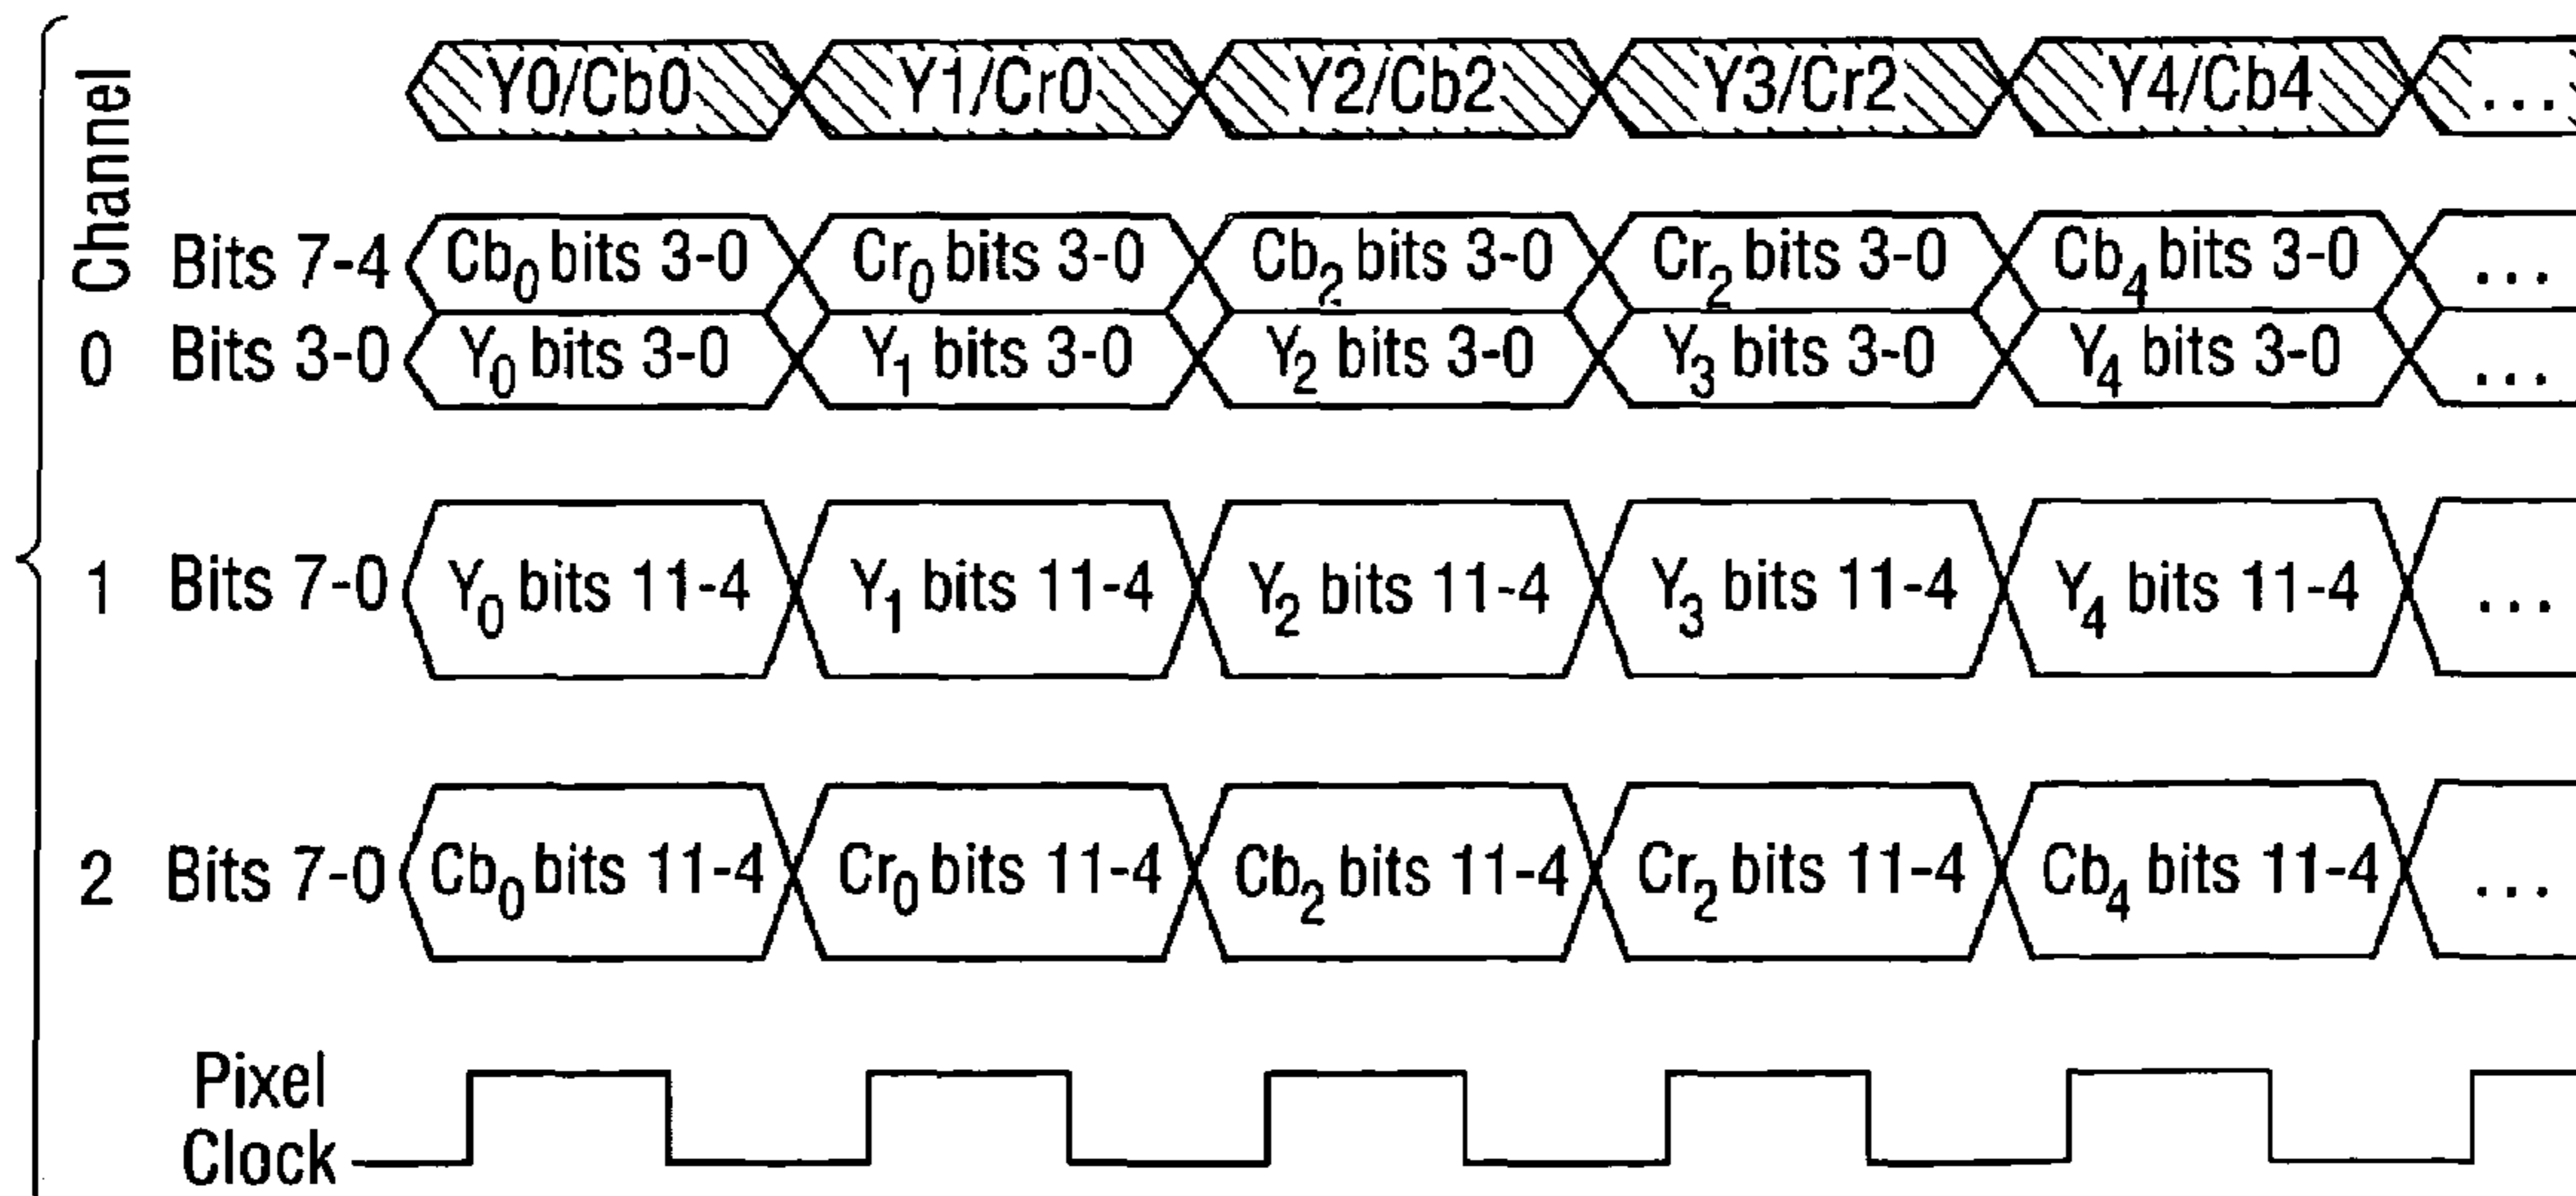 Channel
Y0/Cb0 Y1/Cr0 Y2/Cb2 Y3/Cr2 Y4/Cb4 ...
Bits 7-4 Cb0 bits 3-0 Cr0 bits 3-0 Cb2 bits 3-0 Cr2 bits 3-0 Cb4 bits 3-0 ...
0 Bits 3-0 Y0 bits 3-0 Y1 bits 3-0 Y2 bits 3-0 Y3 bits 3-0 Y4 bits 3-0 ...
1 Bits 7-0 Y0 bits 11-4 Y1 bits 11-4 Y2 bits 11-4 Y3 bits 11-4 Y4 bits 11-4 ...
2 Bits 7-0 Cb0 bits 11-4 Cr0 bits 11-4 Cb2 bits 11-4 Cr2 bits 11-4 Cb4 bits 11-4 ...
Pixel
Clock